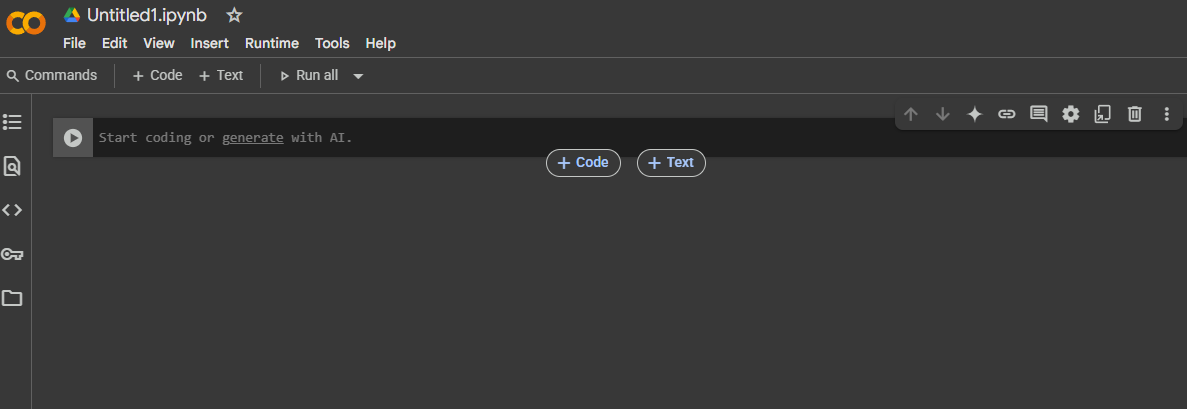 Untitled1.ipynb
File Edit View Insert Runtime Tools Help
Commands + Code + Text Run all
Start coding or generate with AI.
+ Code + Text